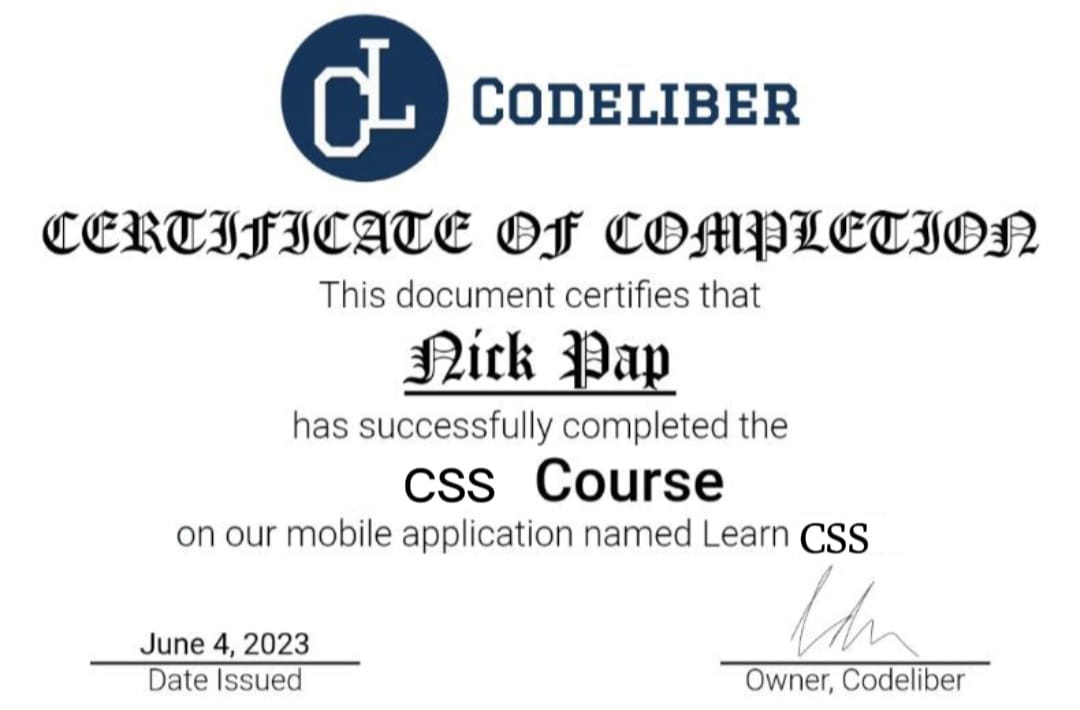 CL CODELIBER
CERTIFICATE OF COMPLETION
This document certifies that
Nick Pap
has successfully completed the
CSS Course
on our mobile application named Learn CSS
June 4, 2023
Date Issued
Owner, Codeliber